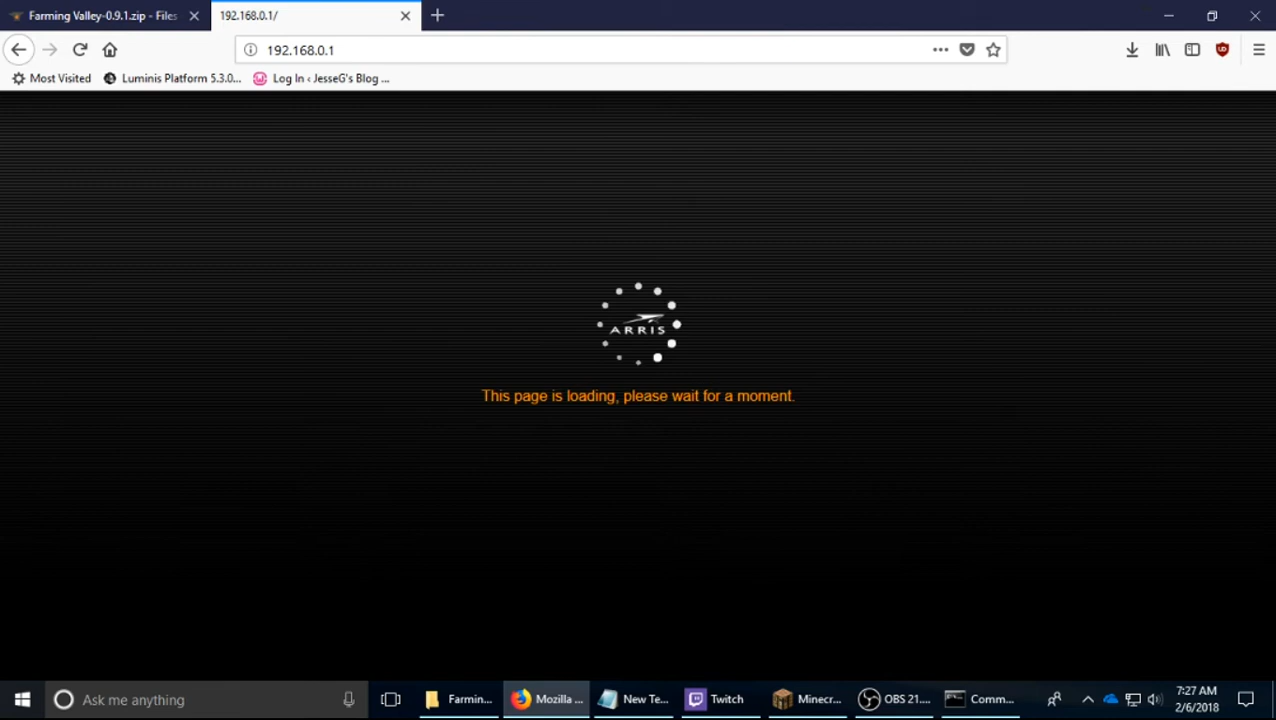 Farming Valley-0.9.1.zip - Files
192.168.0.1/
192.168.0.1
Most Visited
Luminis Platform 5.3.0...
Log In ‹ JesseG's Blog ...
ARRIS
This page is loading, please wait for a moment.
Ask me anything
Farmin...
Mozilla ...
New Te...
Twitch
Minecr...
OBS 21....
Comm...
7:27 AM
2/6/2018